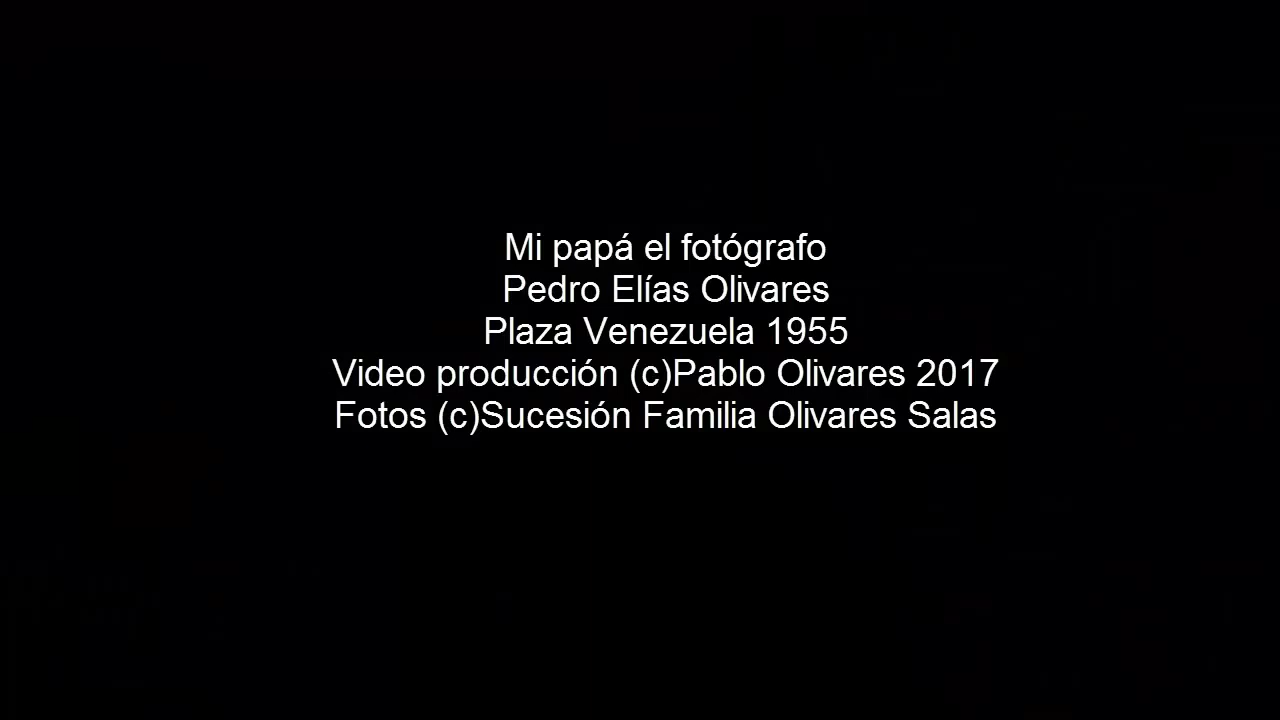 Mi papá el fotógrafo
Pedro Elías Olivares
Plaza Venezuela 1955
Video producción (c)Pablo Olivares 2017
Fotos (c)Sucesión Familia Olivares Salas